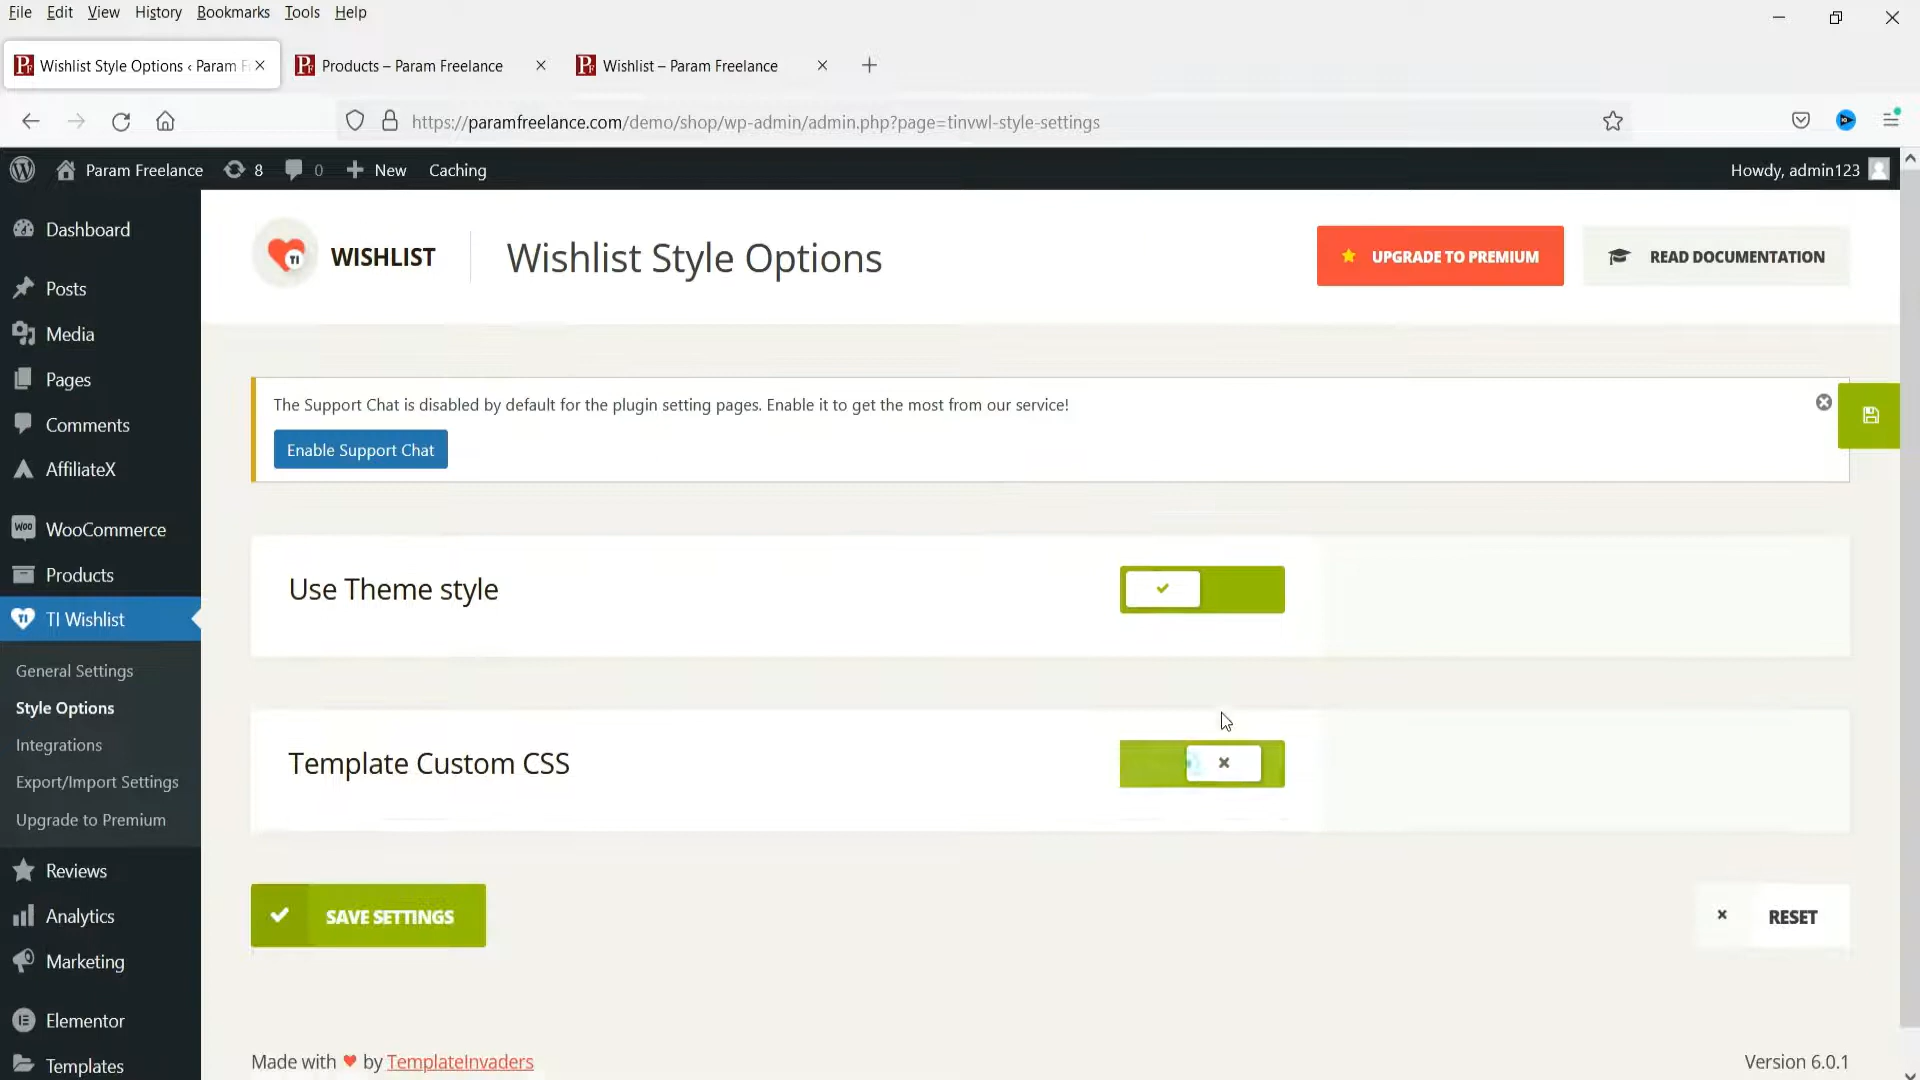 File Edit View History Bookmarks Tools Help
Wishlist Style Options ‹ Param F
Products – Param Freelance
Wishlist – Param Freelance
https://paramfreelance.com/demo/shop/wp-admin/admin.php?page=tinvwl-style-settings
Param Freelance 8 0 New Caching
Howdy, admin123
Dashboard
Posts
Media
Pages
Comments
AffiliateX
WooCommerce
Products
TI Wishlist
General Settings
Style Options
Integrations
Export/Import Settings
Upgrade to Premium
Reviews
Analytics
Marketing
Elementor
Templates
TI
WISHLIST
Wishlist Style Options
UPGRADE TO PREMIUM
READ DOCUMENTATION
The Support Chat is disabled by default for the plugin setting pages. Enable it to get the most from our service!
Enable Support Chat
Use Theme style
Template Custom CSS
SAVE SETTINGS
RESET
Made with ❤ by TemplateInvaders
Version 6.0.1